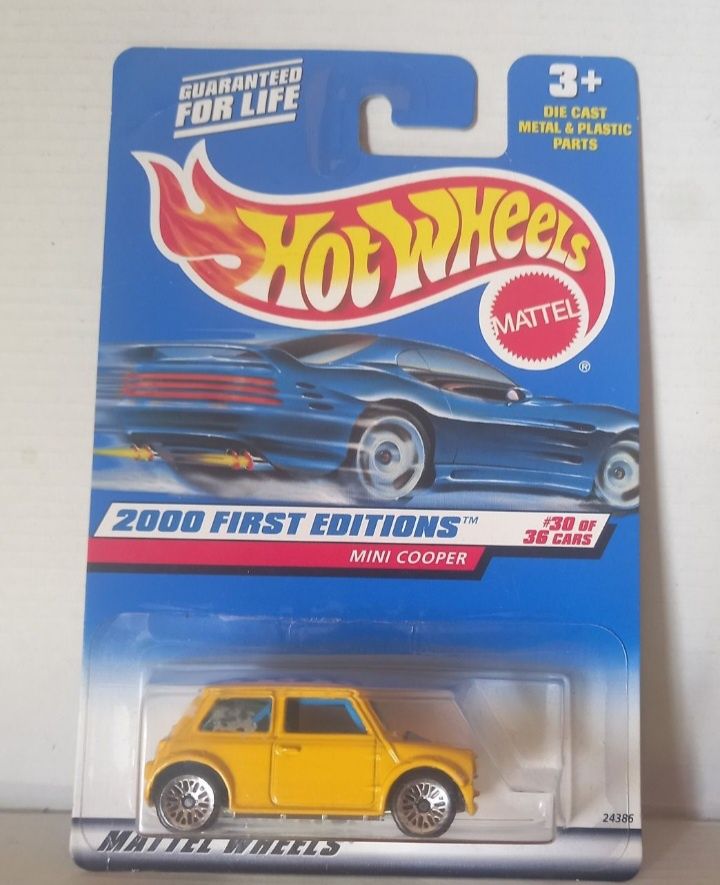 GUARANTEED
FOR LIFE
3+
DIE CAST
METAL & PLASTIC
PARTS
HOT WHEELS
MATTEL
®
2000 FIRST EDITIONS™
#30 OF
36 CARS
MINI COOPER
24386
MATTEL WHEELS